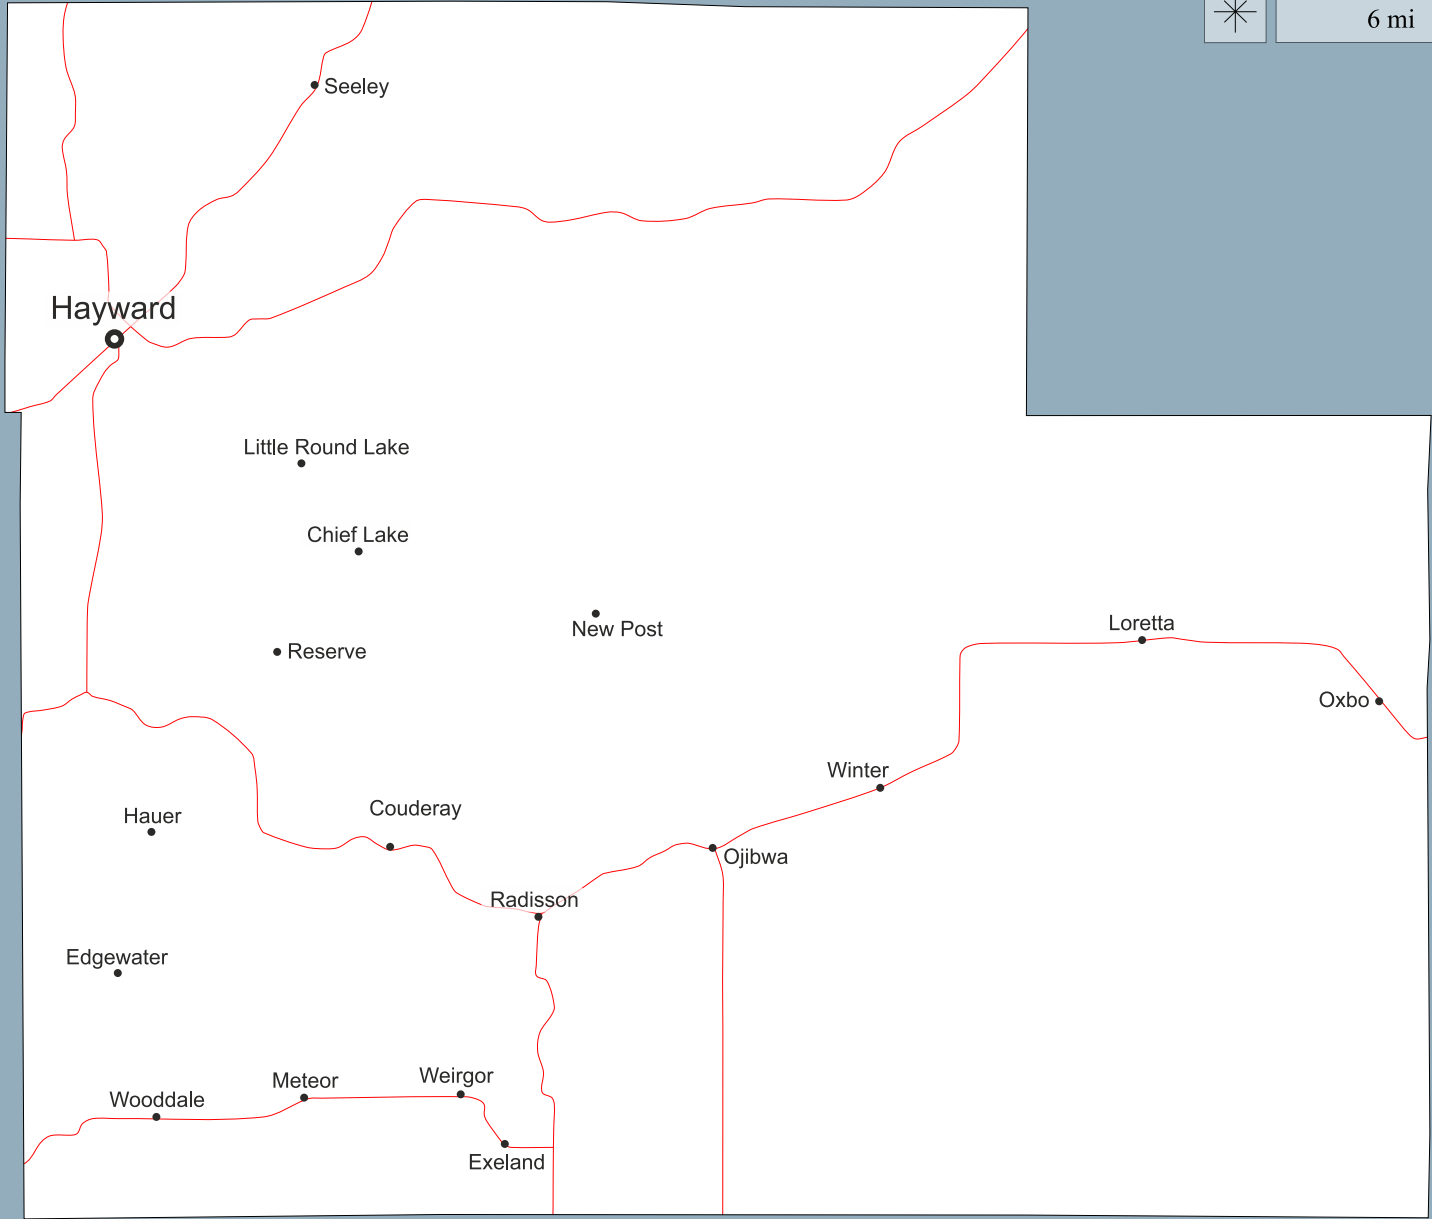 6 mi
Seeley
Hayward
Little Round Lake
Chief Lake
New Post
Loretta
Reserve
Oxbo
Winter
Couderay
Hauer
Ojibwa
Radisson
Edgewater
Weirgor
Meteor
Wooddale
Exeland